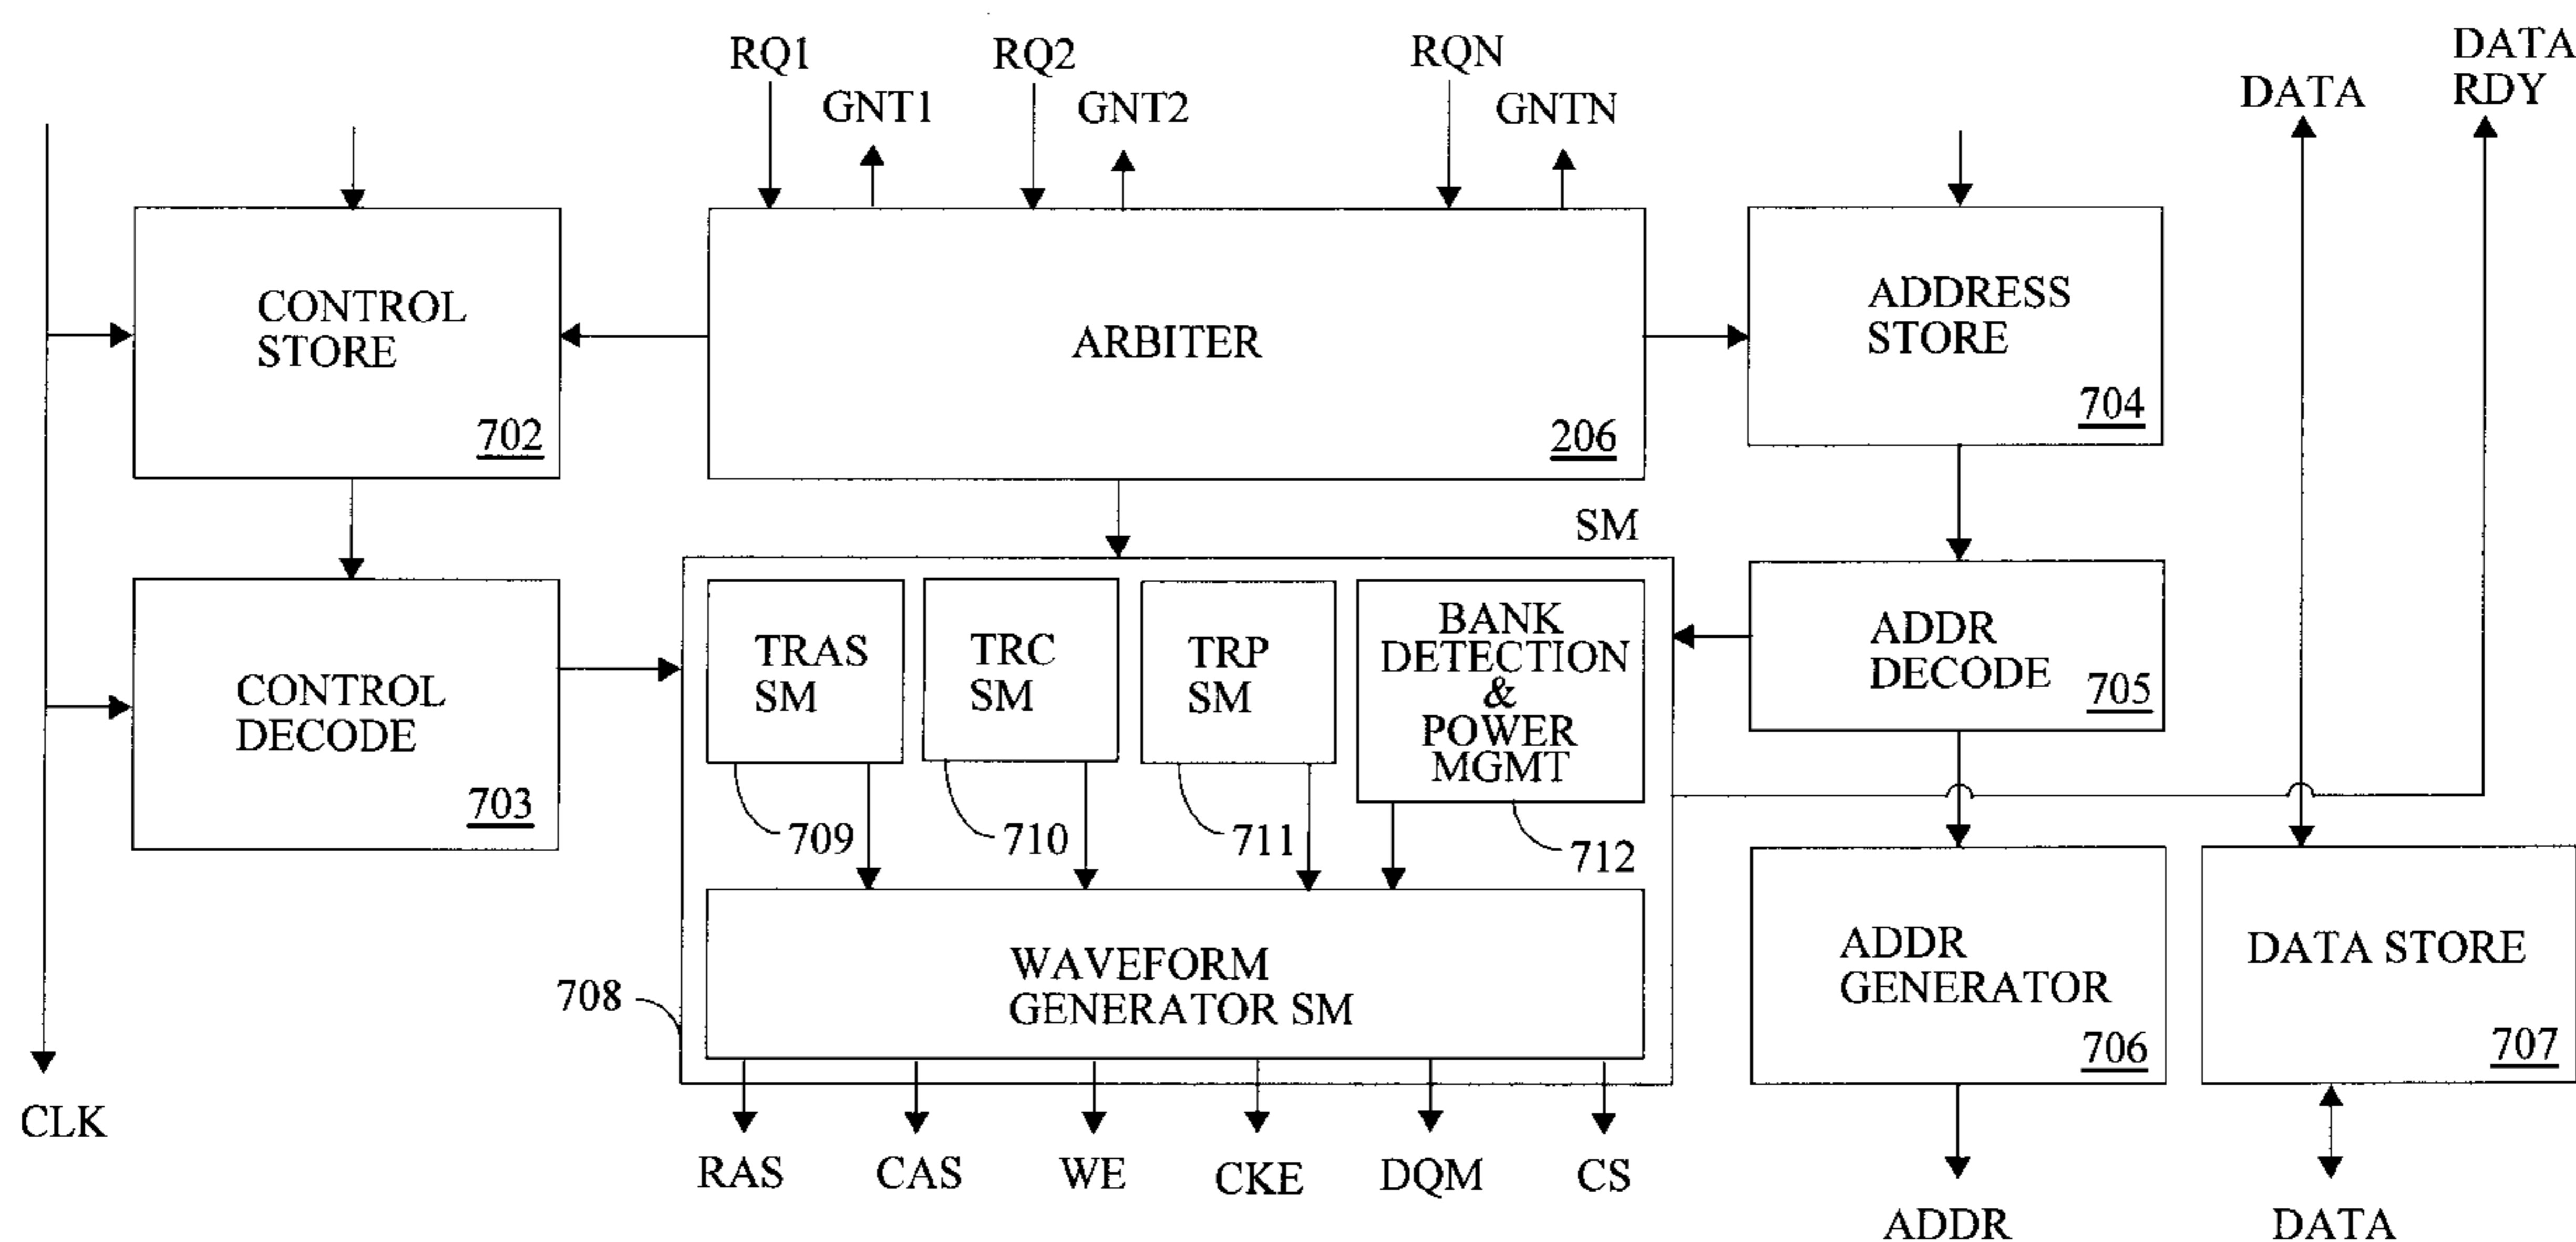 RQ1
GNT1
RQ2
GNT2
RQN
GNTN
DATA
DATA
RDY
CONTROL
STORE
702
ARBITER
206
ADDRESS
STORE
704
SM
CONTROL
DECODE
703
TRAS
SM
709
TRC
SM
710
TRP
SM
711
BANK
DETECTION
&
POWER
MGMT
712
ADDR
DECODE
705
WAVEFORM
GENERATOR SM
708
ADDR
GENERATOR
706
DATA STORE
707
CLK
RAS
CAS
WE
CKE
DQM
CS
ADDR
DATA